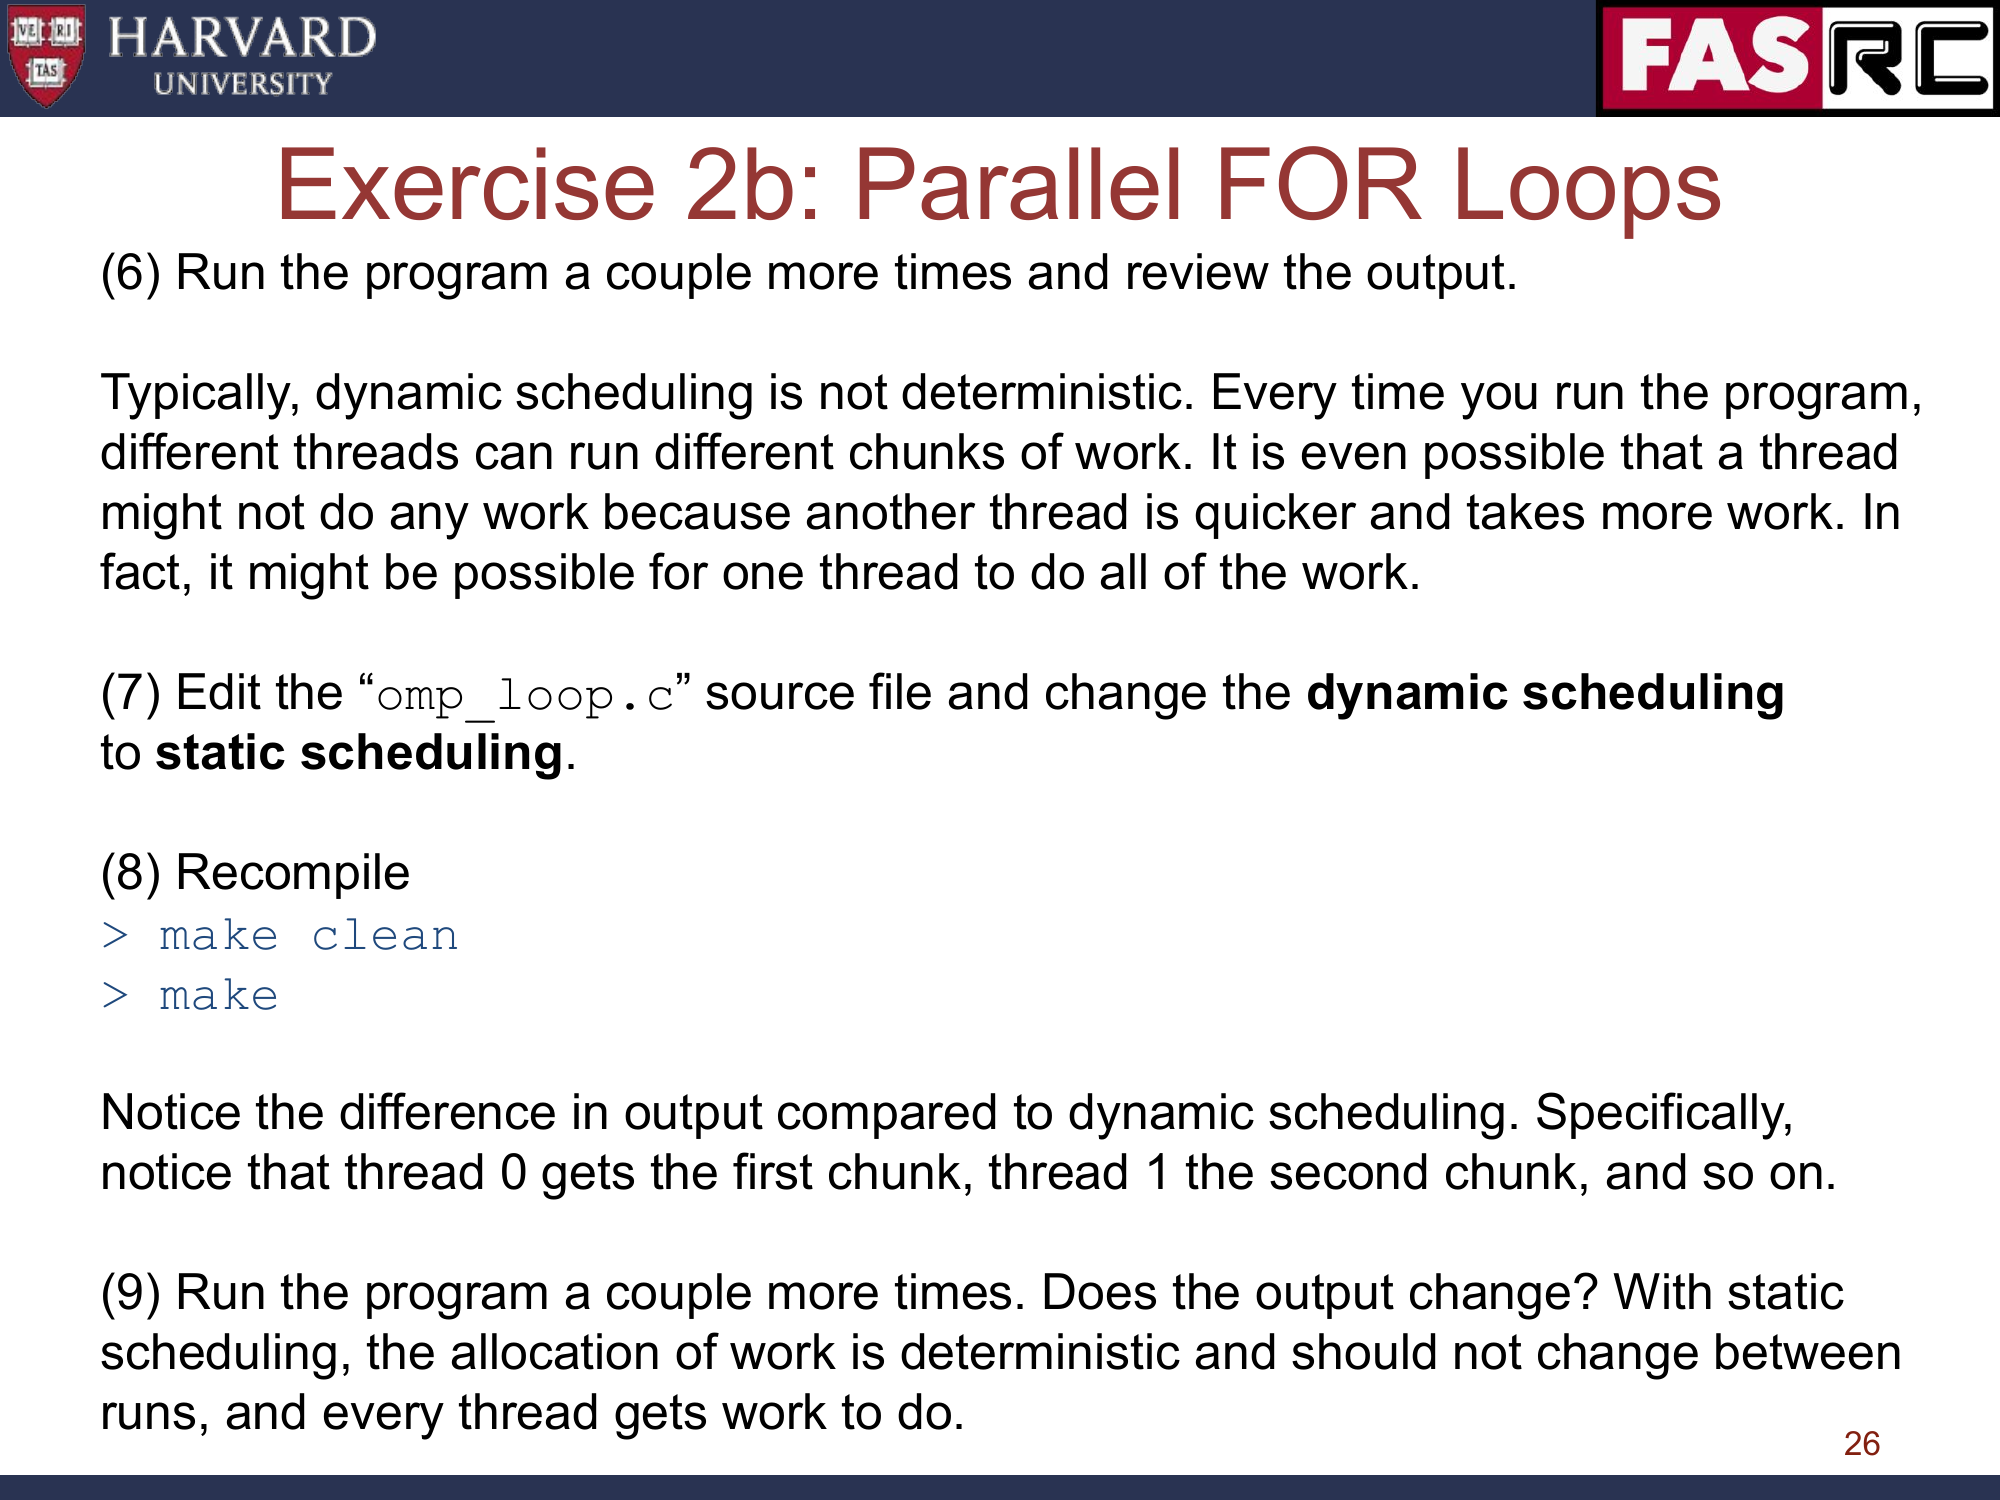 VE RI
TAS
HARVARD
UNIVERSITY
FAS RC
Exercise 2b: Parallel FOR Loops
(6) Run the program a couple more times and review the output.
Typically, dynamic scheduling is not deterministic. Every time you run the program,
different threads can run different chunks of work. It is even possible that a thread
might not do any work because another thread is quicker and takes more work. In
fact, it might be possible for one thread to do all of the work.
(7) Edit the “omp_loop.c” source file and change the dynamic scheduling
to static scheduling.
(8) Recompile
> make clean
> make
Notice the difference in output compared to dynamic scheduling. Specifically,
notice that thread 0 gets the first chunk, thread 1 the second chunk, and so on.
(9) Run the program a couple more times. Does the output change? With static
scheduling, the allocation of work is deterministic and should not change between
runs, and every thread gets work to do.
26